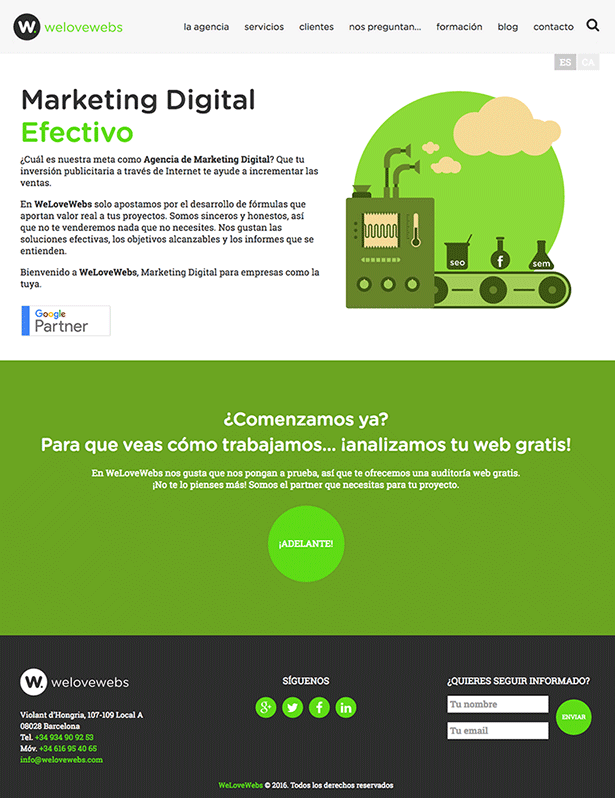 W. welovewebs
la agencia servicios clientes nos preguntan... formación blog contacto
ES CA
Marketing Digital
Efectivo
¿Cuál es nuestra meta como Agencia de Marketing Digital? Que tu
inversión publicitaria a través de Internet te ayude a incrementar las
ventas.
En WeLoveWebs solo apostamos por el desarrollo de fórmulas que
aportan valor real a tus proyectos. Somos sinceros y honestos, así
que no te venderemos nada que no necesites. Nos gustan las
soluciones efectivas, los objetivos alcanzables y los informes que se
entienden.
Bienvenido a WeLoveWebs, Marketing Digital para empresas como la
tuya.
Google
Partner
seo f sem
¿Comenzamos ya?
Para que veas cómo trabajamos... ¡analizamos tu web gratis!
En WeLoveWebs nos gusta que nos pongan a prueba, así que te ofrecemos una auditoría web gratis.
¡No te lo pienses más! Somos el partner que necesitas para tu proyecto.
¡ADELANTE!
W. welovewebs
Violant d'Hongria, 107-109 Local A
08028 Barcelona
Tel. +34 934 90 92 53
Móv. +34 616 95 40 65
info@welovewebs.com
SÍGUENOS
g+ f in
¿QUIERES SEGUIR INFORMADO?
Tu nombre
Tu email
ENVIAR
WeLoveWebs © 2016. Todos los derechos reservados